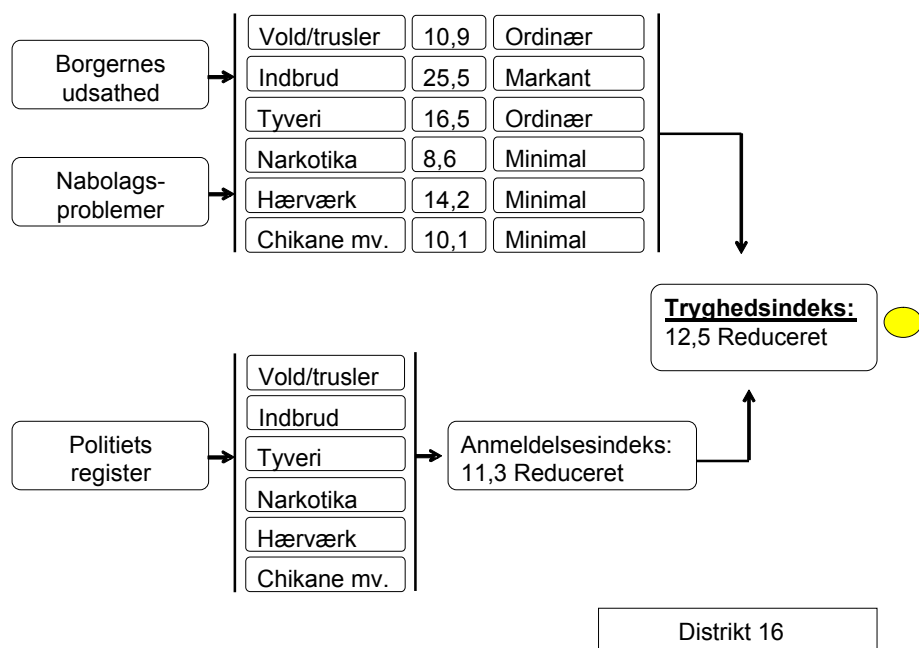 Borgernes
udsathed
Nabolags-
problemer
Vold/trusler 10,9 Ordinær
Indbrud 25,5 Markant
Tyveri 16,5 Ordinær
Narkotika 8,6 Minimal
Hærværk 14,2 Minimal
Chikane mv. 10,1 Minimal
Tryghedsindeks:
12,5 Reduceret
Politiets
register
Vold/trusler
Indbrud
Tyveri
Narkotika
Hærværk
Chikane mv.
Anmeldelsesindeks:
11,3 Reduceret
Distrikt 16